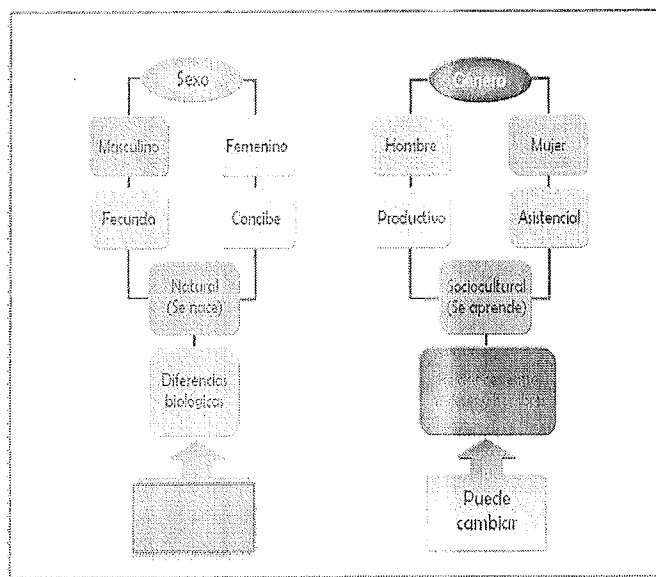 Sexo
Masculino
Femenino
Fecunda
Concibe
Natural
(Se nace)
Diferencias
biológicas
Género
Hombre
Mujer
Productivo
Asistencial
Sociocultural
(Se aprende)
Puede
cambiar